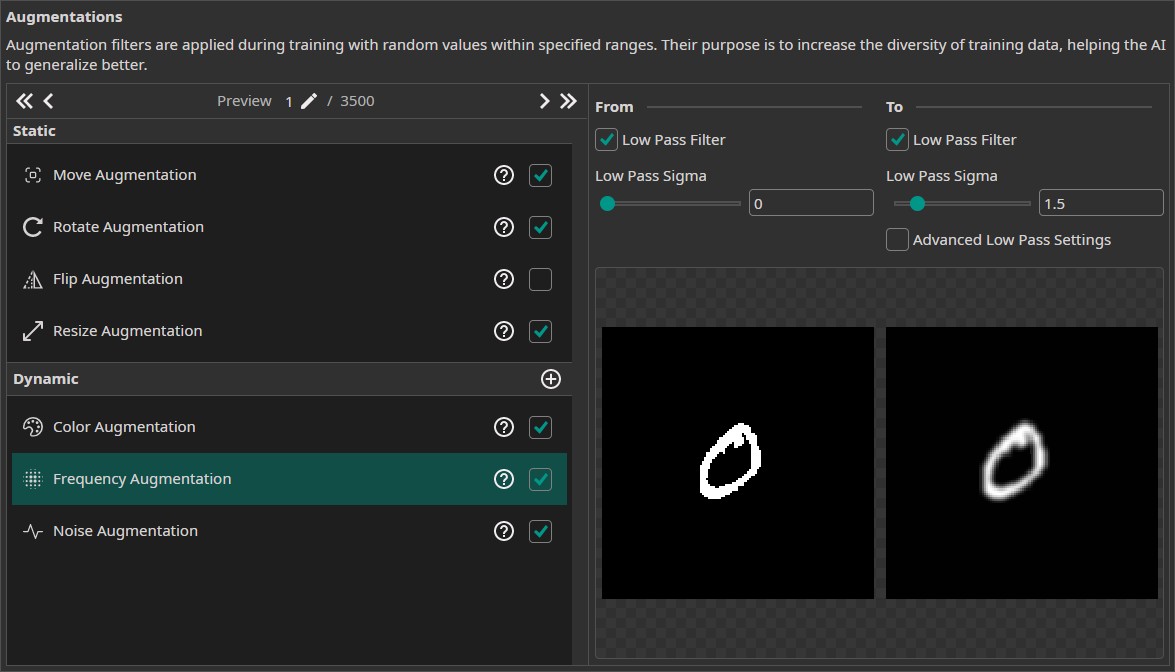 Augmentations
Augmentation filters are applied during training with random values within specified ranges. Their purpose is to increase the diversity of training data, helping the AI
to generalize better.
Preview 1 / 3500
Static
Move Augmentation
Rotate Augmentation
Flip Augmentation
Resize Augmentation
Dynamic
Color Augmentation
Frequency Augmentation
Noise Augmentation
From
Low Pass Filter
Low Pass Sigma
0
To
Low Pass Filter
Low Pass Sigma
1.5
Advanced Low Pass Settings